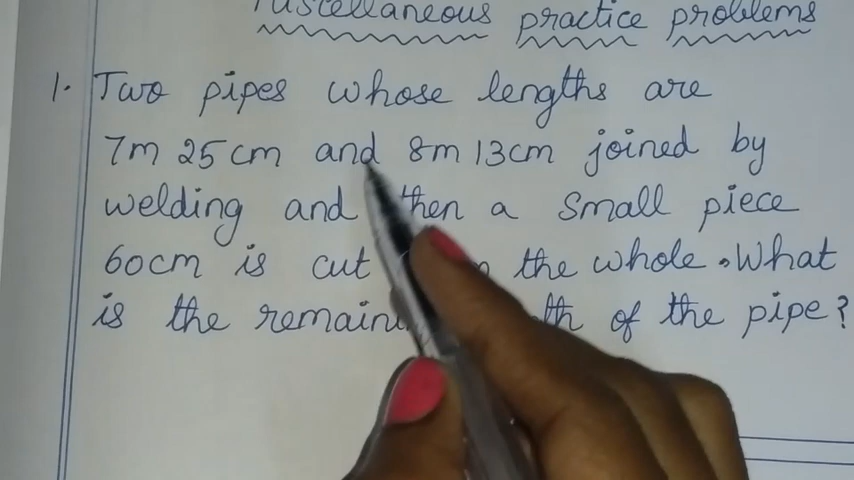 Miscellaneous practice problems
1. Two pipes whose lengths are
7m 25cm and 8m 13cm joined by
welding and then a small piece
60cm is cut the whole. What
is the of the pipe?